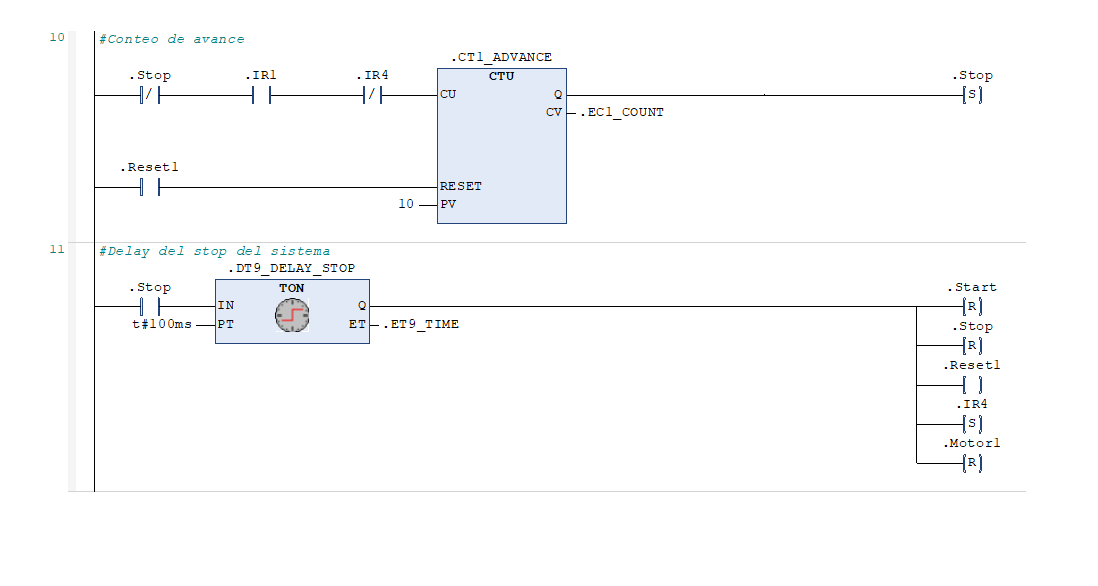 10 #Conteo de avance
.CT1_ADVANCE
.Stop .IR1 .IR4 CTU .Stop
/ / CU Q S
CV .EC1_COUNT
.Reset1
RESET
10 PV
11 #Delay del stop del sistema
.DT9_DELAY_STOP
.Stop TON .Start
IN Q R
t#100ms PT ET .ET9_TIME .Stop
R
.Reset1
.IR4
S
.Motor1
R